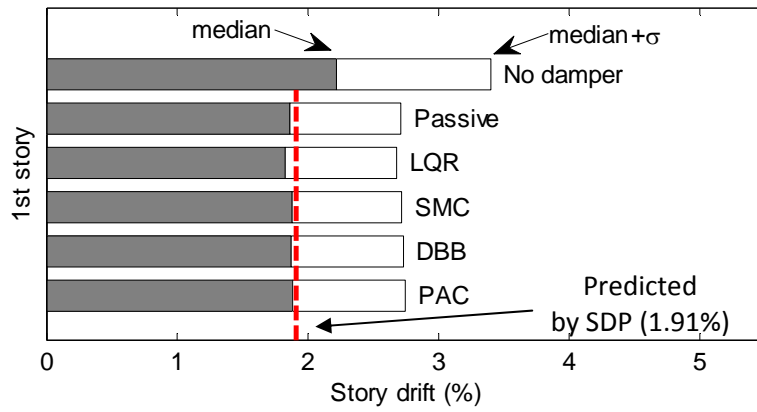 median
median+σ
No damper
Passive
LQR
SMC
DBB
PAC
1st story
Predicted
by SDP (1.91%)
0 1 2 3 4 5
Story drift (%)